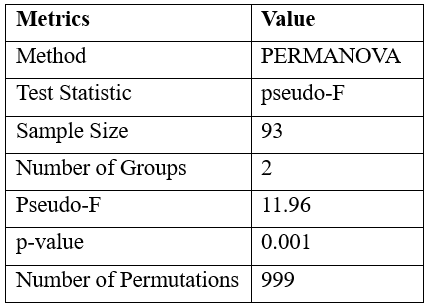 Metrics Value
Method PERMANOVA
Test Statistic pseudo-F
Sample Size 93
Number of Groups 2
Pseudo-F 11.96
p-value 0.001
Number of Permutations 999